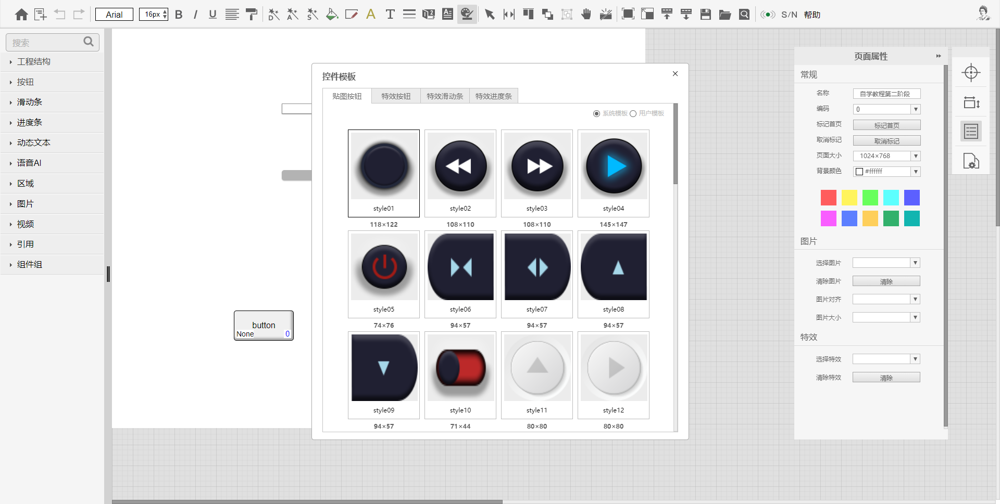 Arial
16px
B I U
D A S A T
S/N
帮助
搜索
工程结构
按钮
滑动条
进度条
动态文本
语音AI
区域
图片
视频
引用
组件组
button
None 0
控件模板
贴图按钮 特效按钮 特效滑动条 特效进度条
系统模板 用户模板
style01 style02 style03 style04
118×122 108×110 108×110 145×147
style05 style06 style07 style08
74×76 94×57 94×57 94×57
style09 style10 style11 style12
94×57 71×44 80×80 80×80
页面属性
常规
名称 自学教程第二阶段
编码 0
标记首页 标记首页
取消标记 取消标记
页面大小 1024×768
背景颜色 #ffffff
图片
选择图片
清除图片 清除
图片对齐
图片大小
特效
选择特效
清除特效 清除